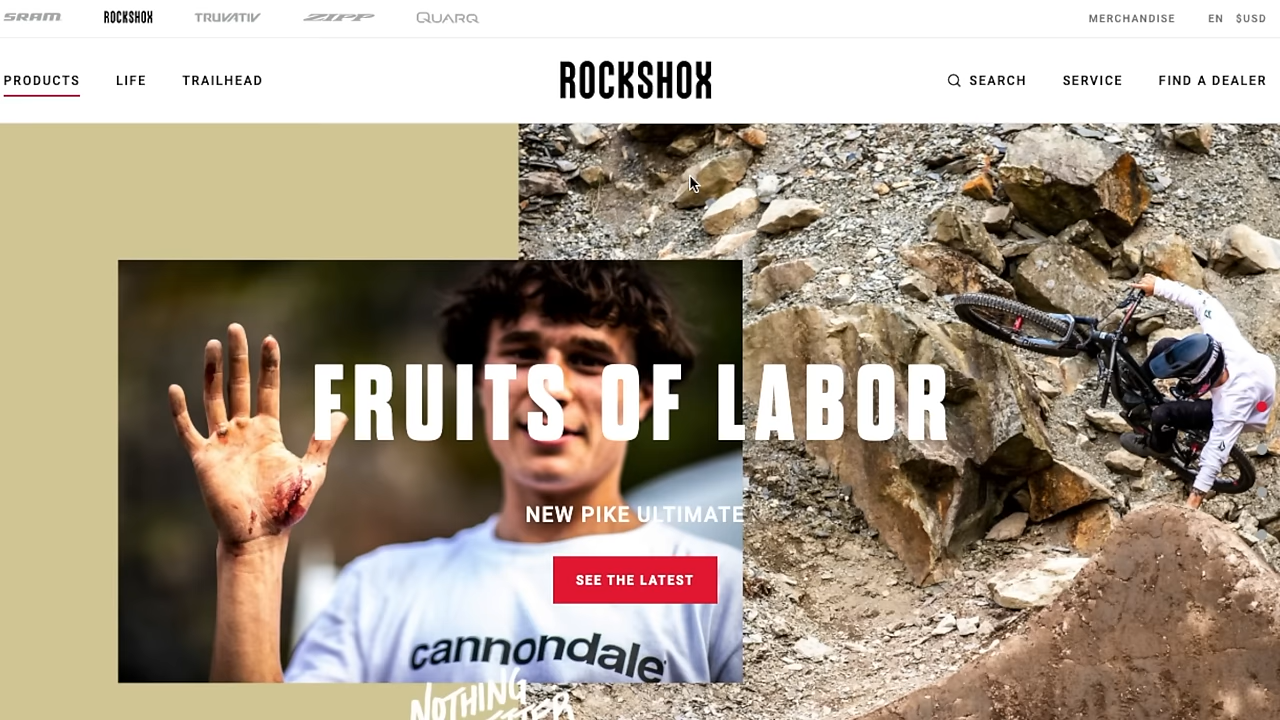 SRAM ROCKSHOX TRUVATIV ZIPP QUARQ MERCHANDISE EN $USD
PRODUCTS LIFE TRAILHEAD ROCKSHOX SEARCH SERVICE FIND A DEALER
FRUITS OF LABOR
NEW PIKE ULTIMATE
SEE THE LATEST
cannondale
NOTHING